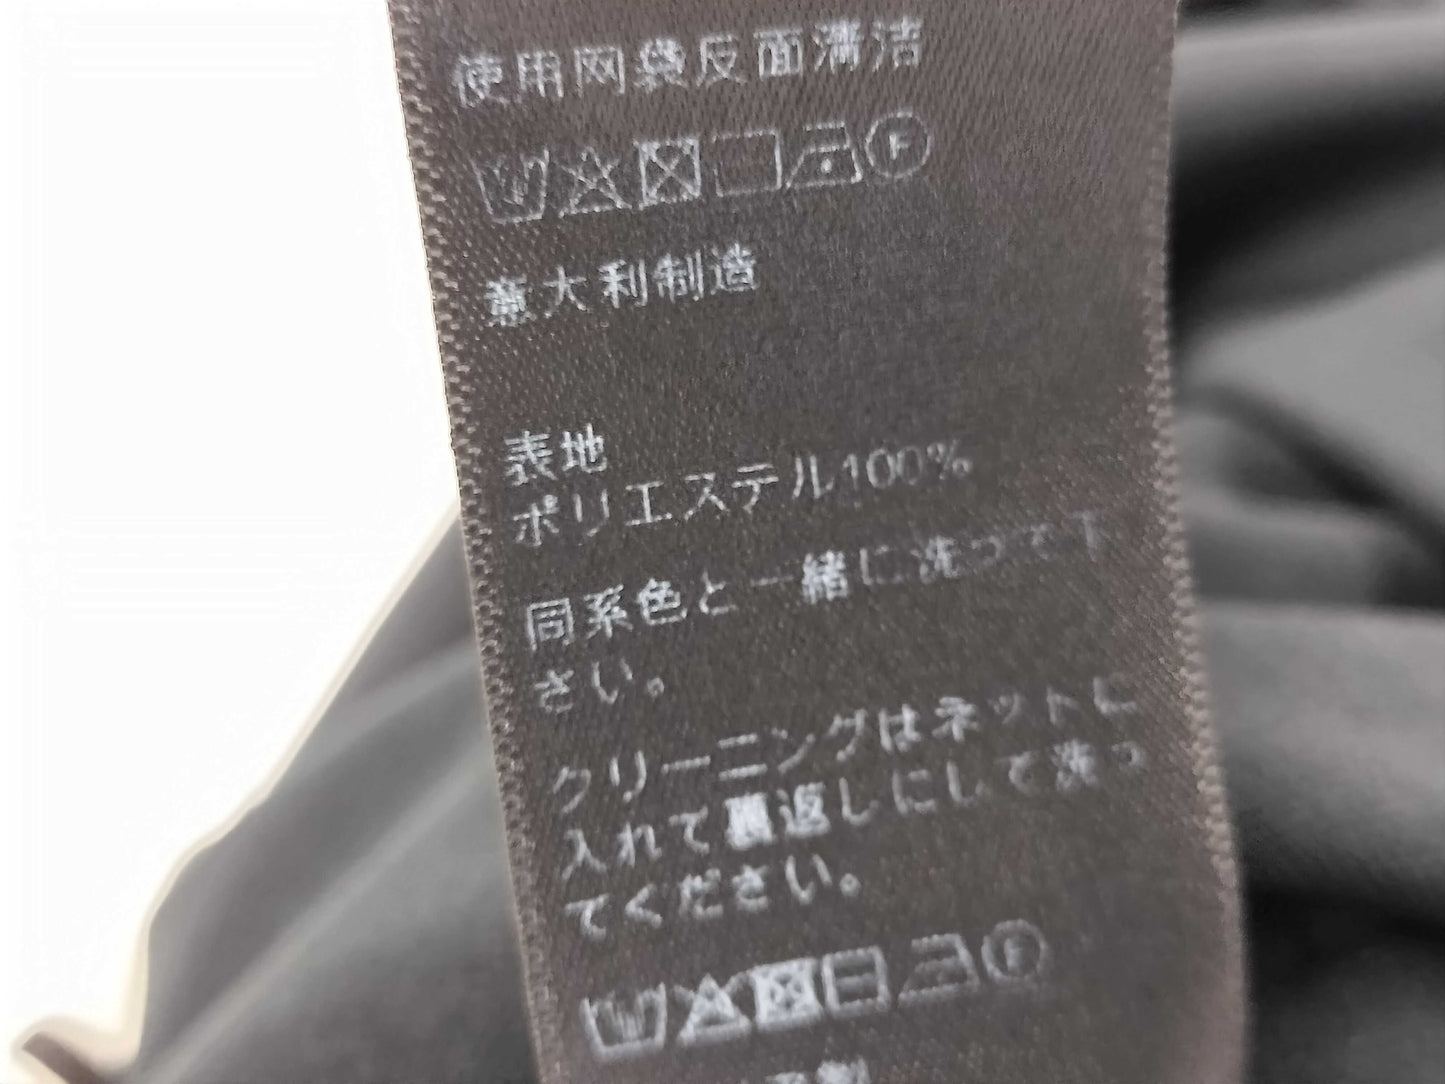 使用网袋反面清洁
F
意大利制造
表地
ポリエステル100%
同系色と一緒に洗って下
さい。
クリーニングはネットに
入れて裏返しにして洗っ
てください。
F